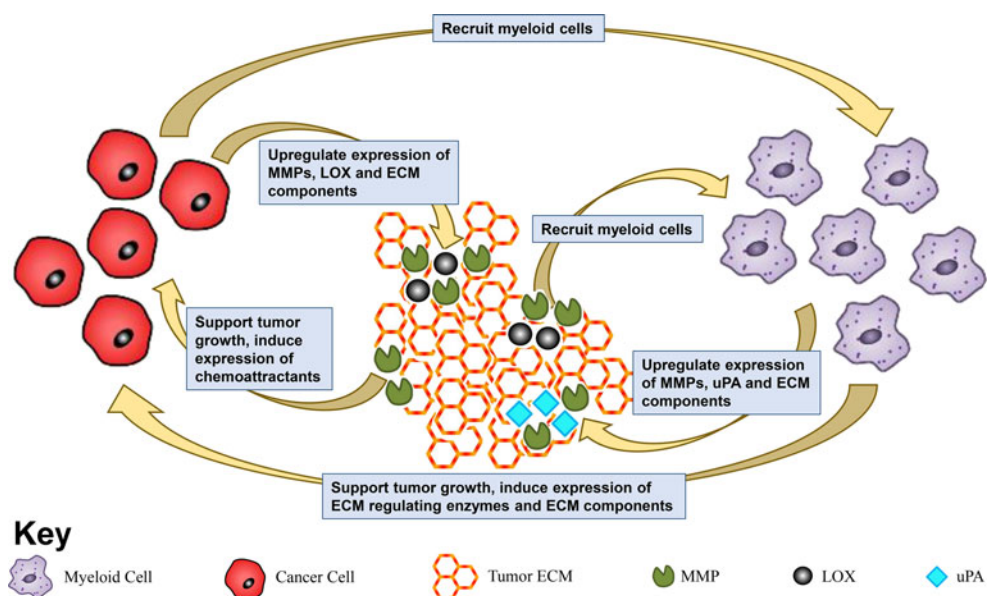 Recruit myeloid cells
Upregulate expression of
MMPs, LOX and ECM
components
Recruit myeloid cells
Support tumor
growth, induce
expression of
chemoattractants
Upregulate expression
of MMPs, uPA and ECM
components
Support tumor growth, induce expression of
ECM regulating enzymes and ECM components
Key
Myeloid Cell
Cancer Cell
Tumor ECM
MMP
LOX
uPA